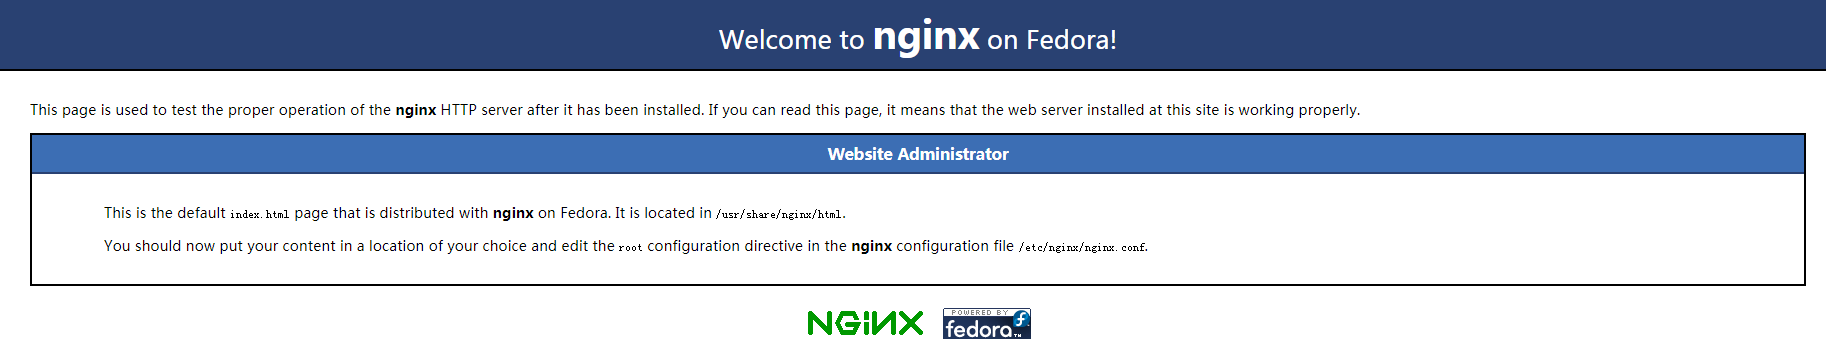 Welcome to nginx on Fedora!
This page is used to test the proper operation of the nginx HTTP server after it has been installed. If you can read this page, it means that the web server installed at this site is working properly.
Website Administrator
This is the default index.html page that is distributed with nginx on Fedora. It is located in /usr/share/nginx/html.
You should now put your content in a location of your choice and edit the root configuration directive in the nginx configuration file /etc/nginx/nginx.conf.
NGiNX
POWERED BY
fedora™